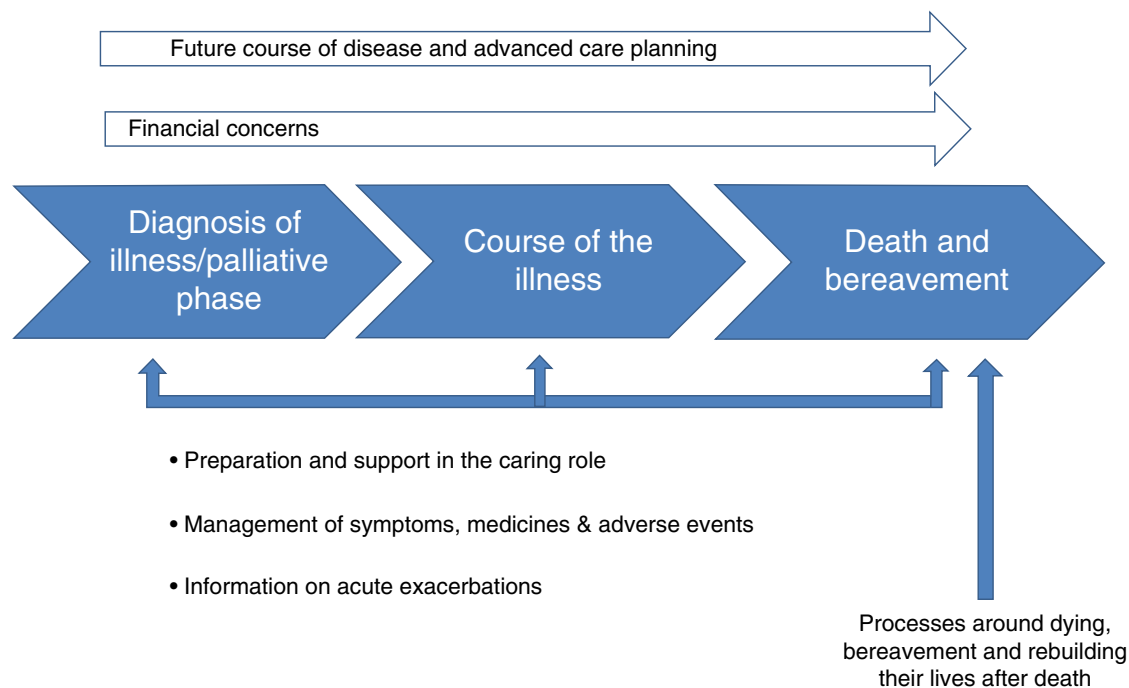 Future course of disease and advanced care planning
Financial concerns
Diagnosis of
illness/palliative
phase
Course of the
illness
Death and
bereavement
• Preparation and support in the caring role
• Management of symptoms, medicines & adverse events
• Information on acute exacerbations
Processes around dying,
bereavement and rebuilding
their lives after death